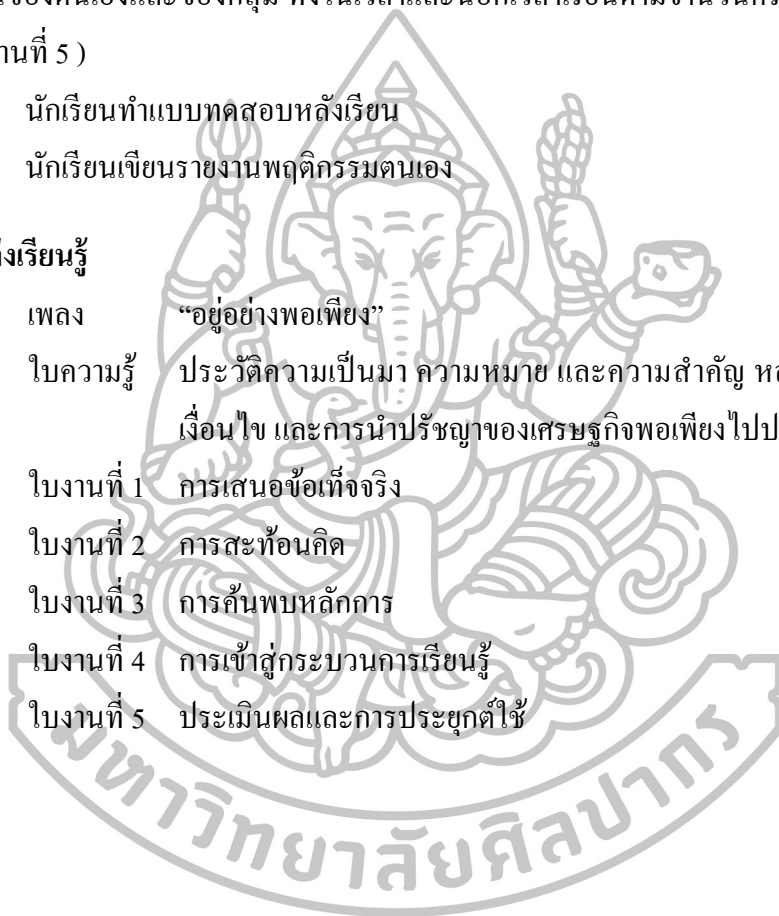 นักเรียนทำแบบทดสอบหลังเรียน
นักเรียนเขียนรายงานพฤติกรรมตนเอง
งเรียนรู้
เพลง “อยู่อย่างพอเพียง”
ใบความรู้ ประวัติความเป็นมา ความหมาย และความสำคัญ
เงื่อนไข และการนำปรัชญาของเศรษฐกิจพอเพียงไป
ใบงานที่ 1 การเสนอข้อเท็จจริง
ใบงานที่ 2 การสะท้อนคิด
ใบงานที่ 3 การค้นพบหลักการ
ใบงานที่ 4 การเข้าสู่กระบวนการเรียนรู้
ใบงานที่ 5 ประเมินผลและการประยุกต์ใช้
มหาวิทยาลัยศิลปากร